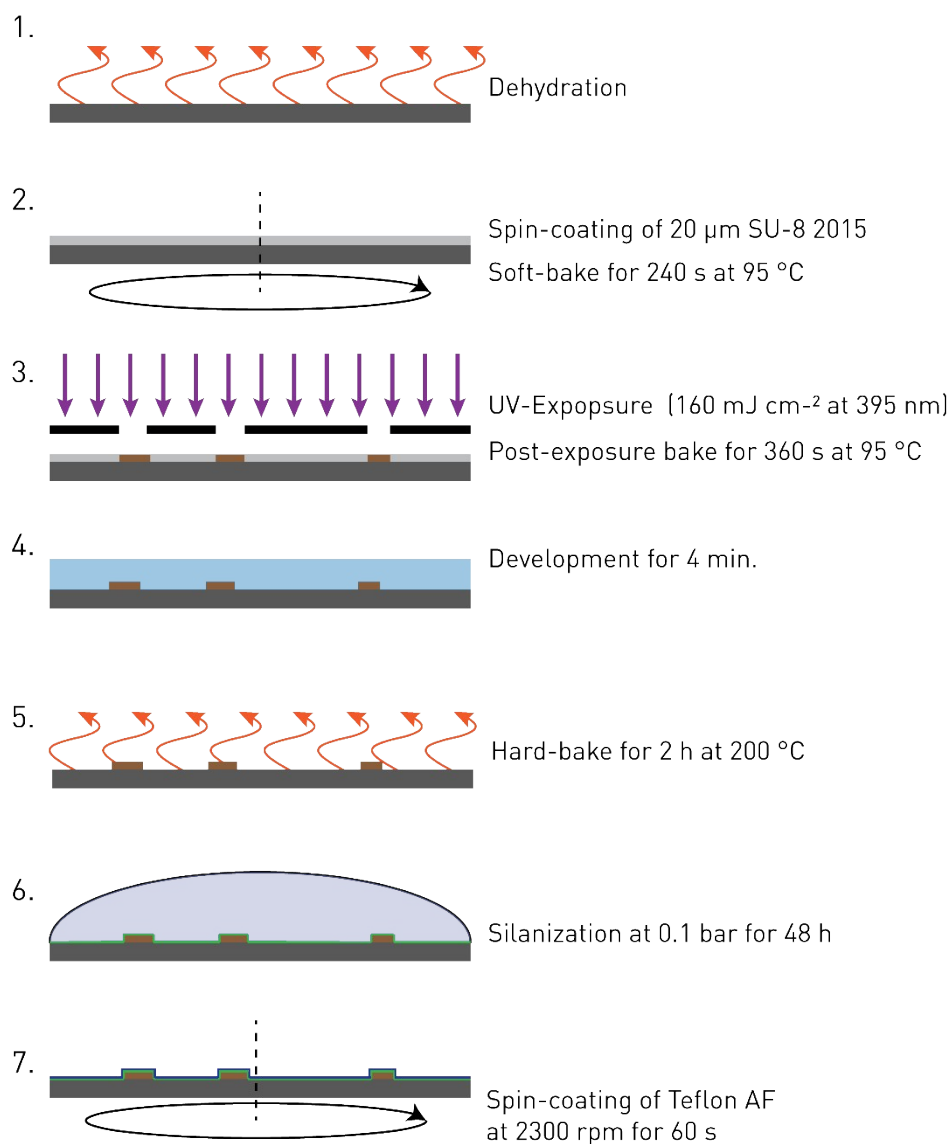 1.
Dehydration
2.
Spin-coating of 20 µm SU-8 2015
Soft-bake for 240 s at 95 °C
3.
UV-Expopsure (160 mJ cm-² at 395 nm)
Post-exposure bake for 360 s at 95 °C
4.
Development for 4 min.
5.
Hard-bake for 2 h at 200 °C
6.
Silanization at 0.1 bar for 48 h
7.
Spin-coating of Teflon AF
at 2300 rpm for 60 s